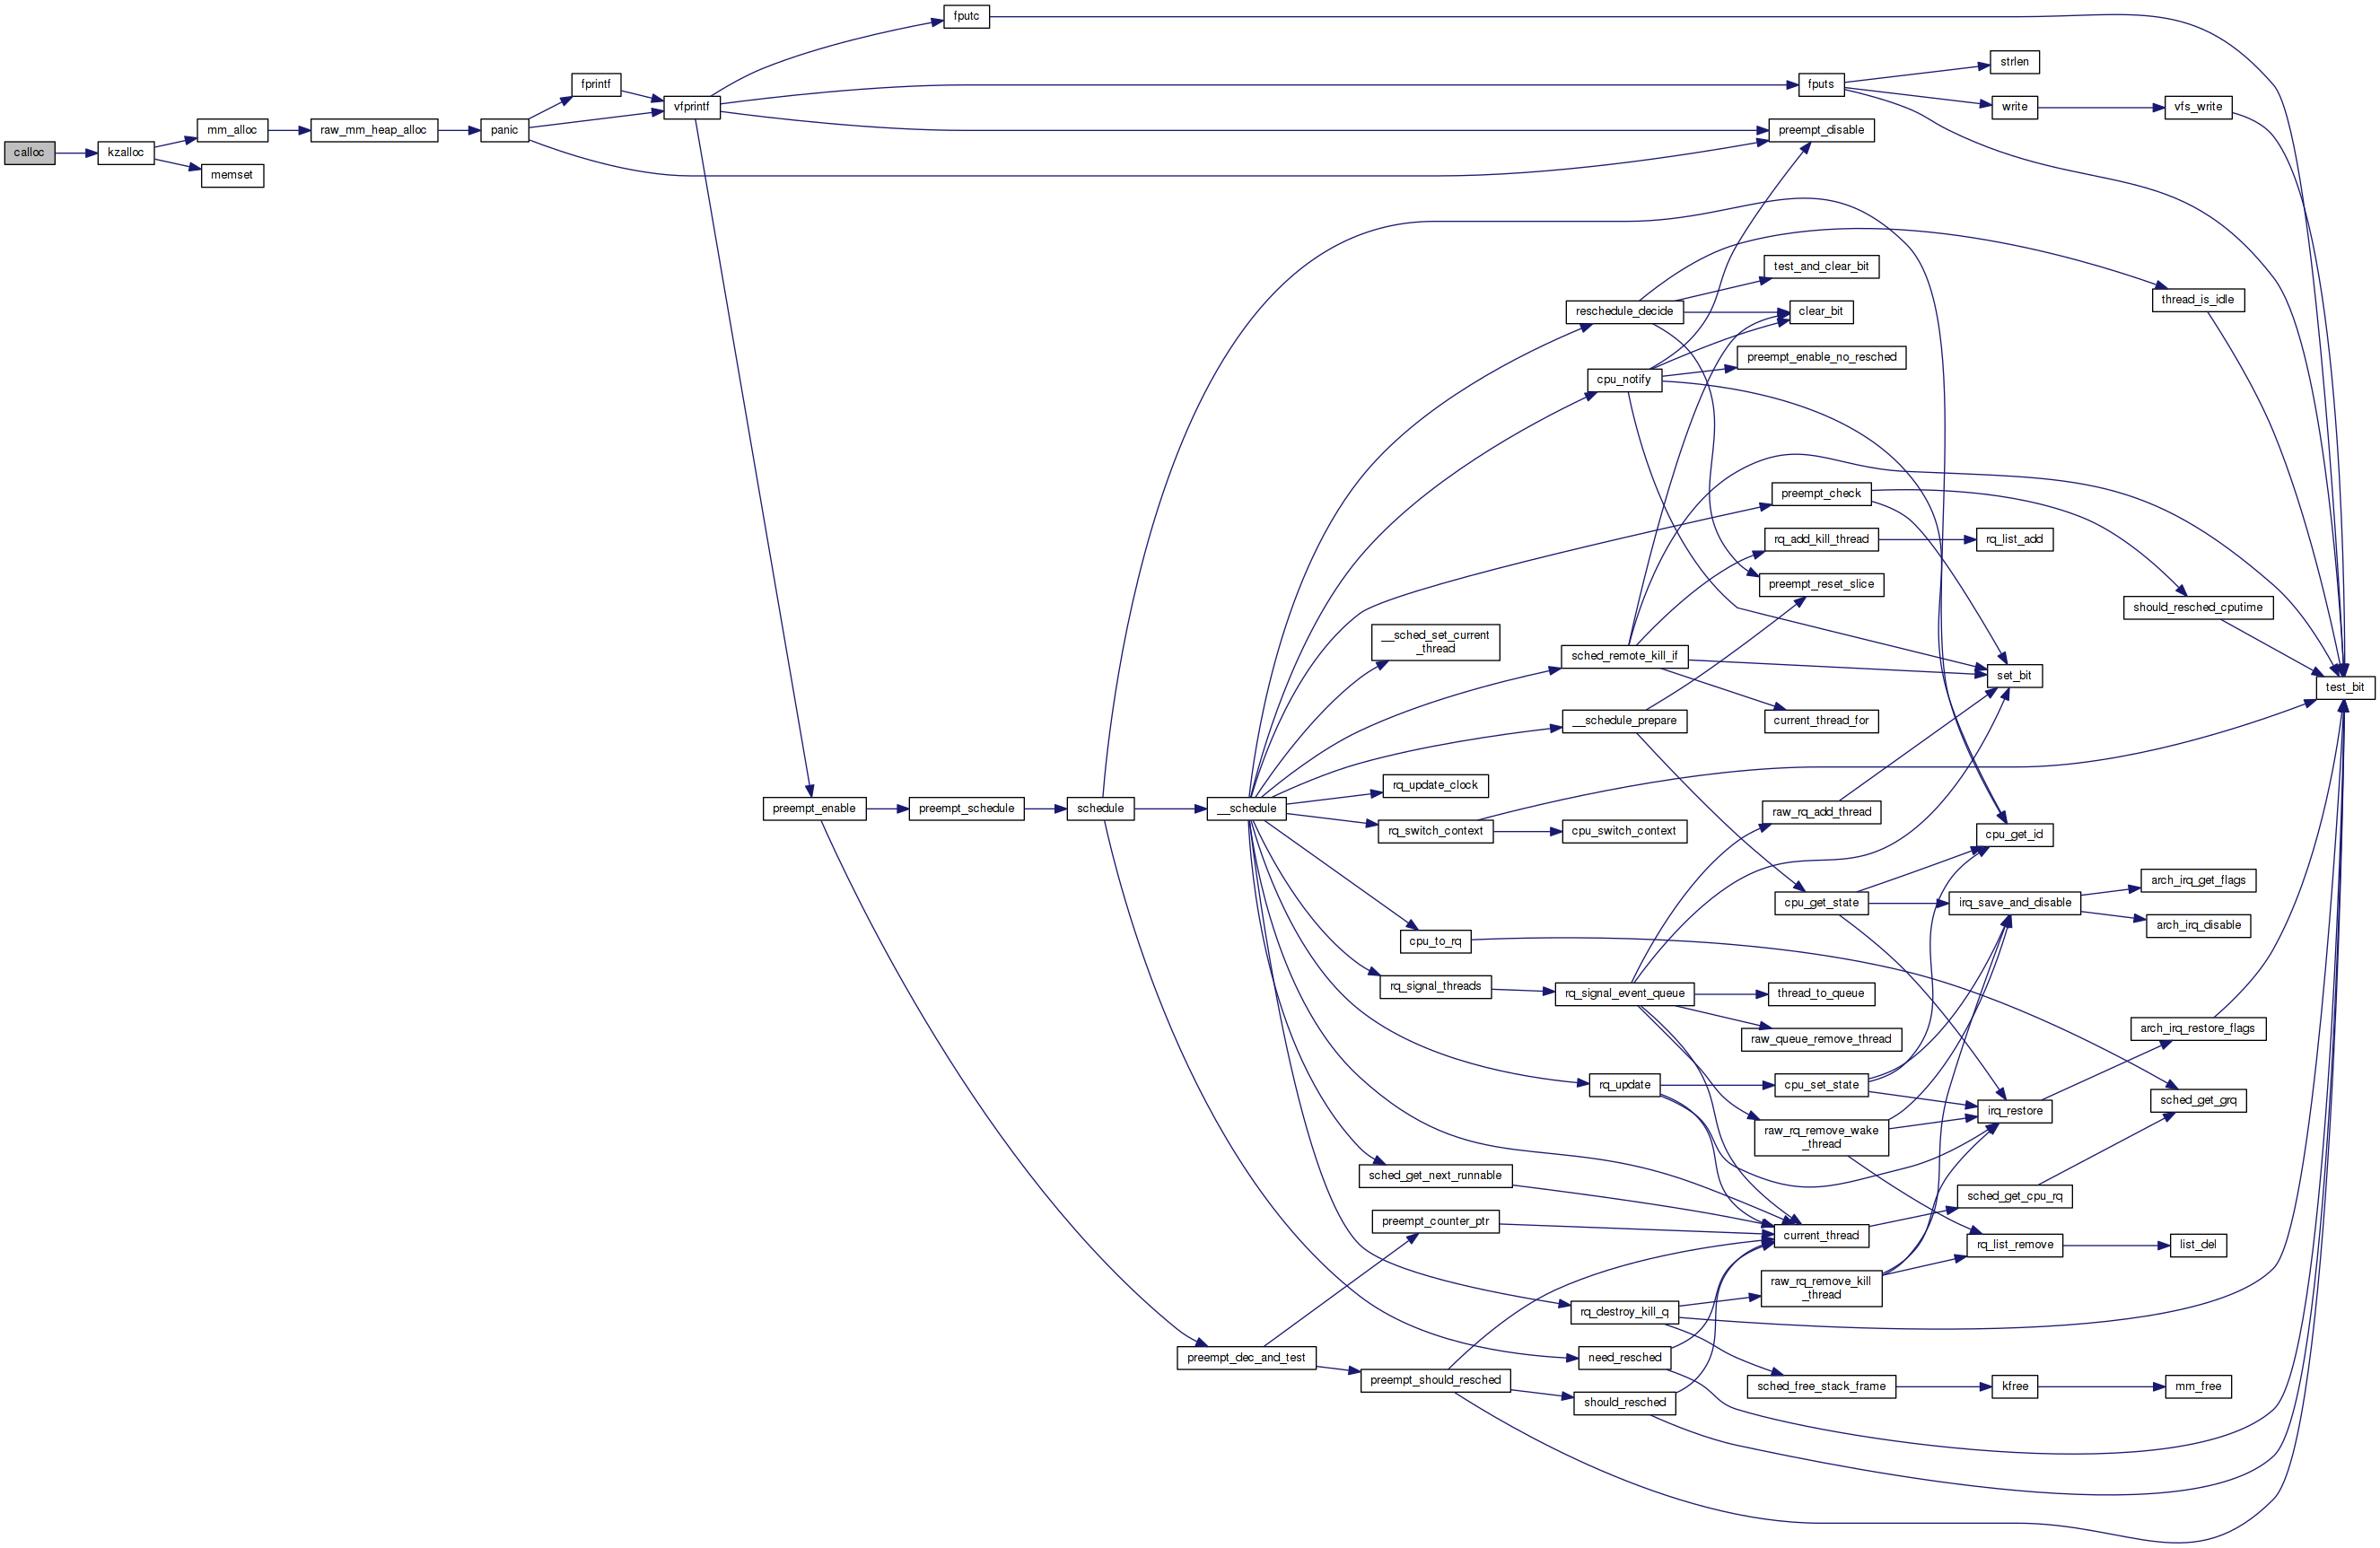 fputc
strlen
fprintf
fputs
vfprintf
write
vfs_write
mm_alloc
raw_mm_heap_alloc
panic
preempt_disable
calloc
kzalloc
memset
test_and_clear_bit
thread_is_idle
reschedule_decide
clear_bit
preempt_enable_no_resched
cpu_notify
preempt_check
rq_add_kill_thread
rq_list_add
preempt_reset_slice
should_resched_cputime
__sched_set_current
_thread
sched_remote_kill_if
set_bit
test_bit
__schedule_prepare
current_thread_for
rq_update_clock
preempt_enable
preempt_schedule
schedule
__schedule
raw_rq_add_thread
rq_switch_context
cpu_switch_context
cpu_get_id
arch_irq_get_flags
cpu_get_state
irq_save_and_disable
arch_irq_disable
cpu_to_rq
rq_signal_threads
rq_signal_event_queue
thread_to_queue
arch_irq_restore_flags
raw_queue_remove_thread
rq_update
cpu_set_state
sched_get_grq
irq_restore
raw_rq_remove_wake
_thread
sched_get_next_runnable
sched_get_cpu_rq
preempt_counter_ptr
current_thread
rq_list_remove
list_del
raw_rq_remove_kill
_thread
rq_destroy_kill_q
preempt_dec_and_test
need_resched
preempt_should_resched
sched_free_stack_frame
kfree
mm_free
should_resched